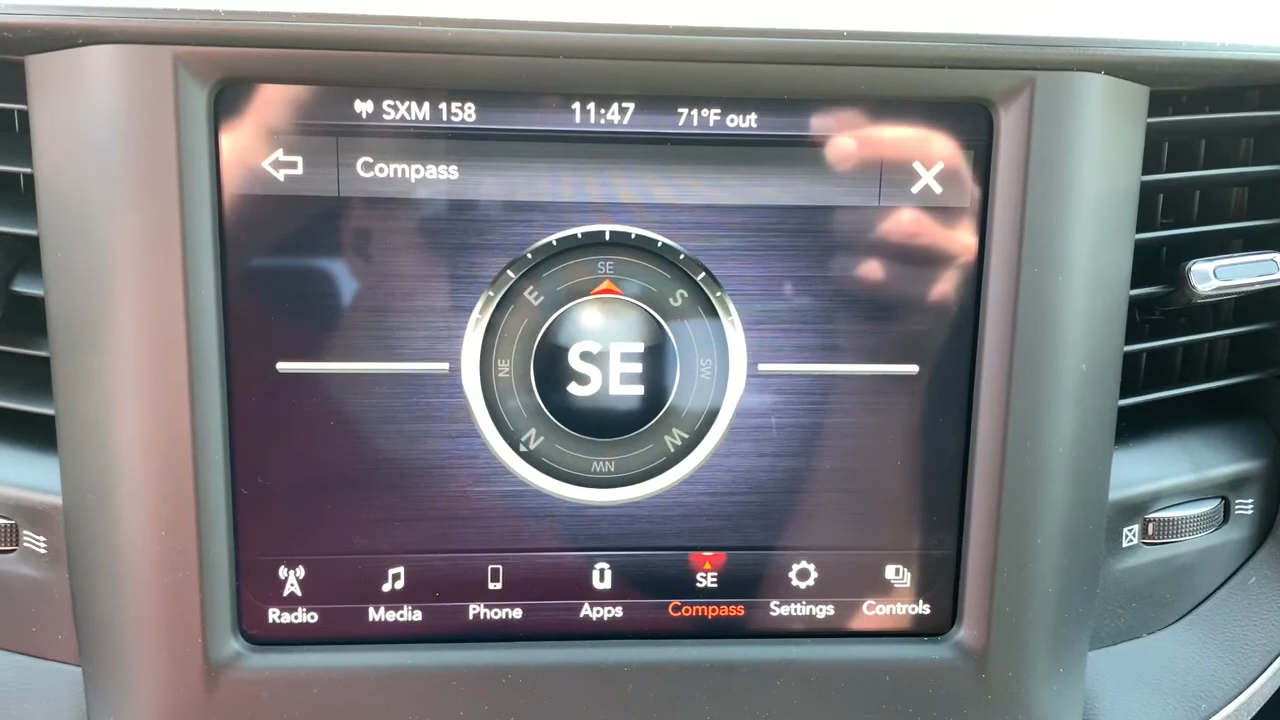 SXM 158 11:47 71°F out
Compass
SE
E S
NE SE SW
N W
NW
SE
Radio Media Phone Apps Compass Settings Controls